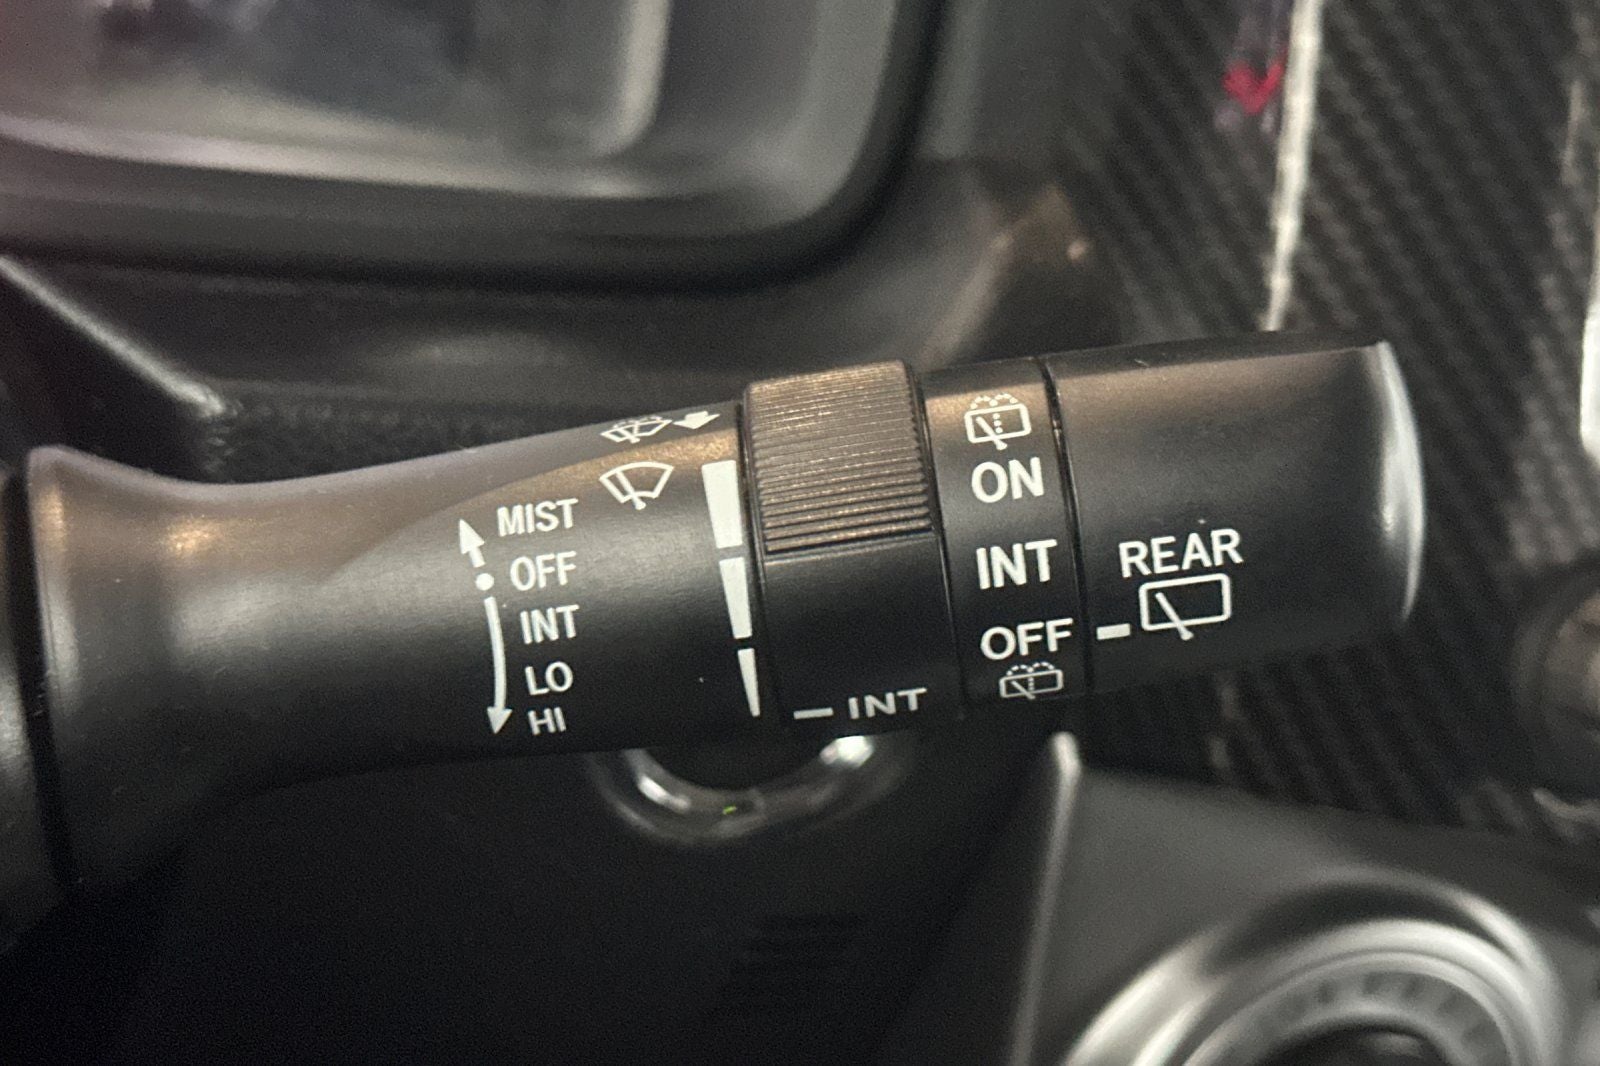 MIST
OFF
INT
LO
HI
INT
ON
INT
OFF
REAR